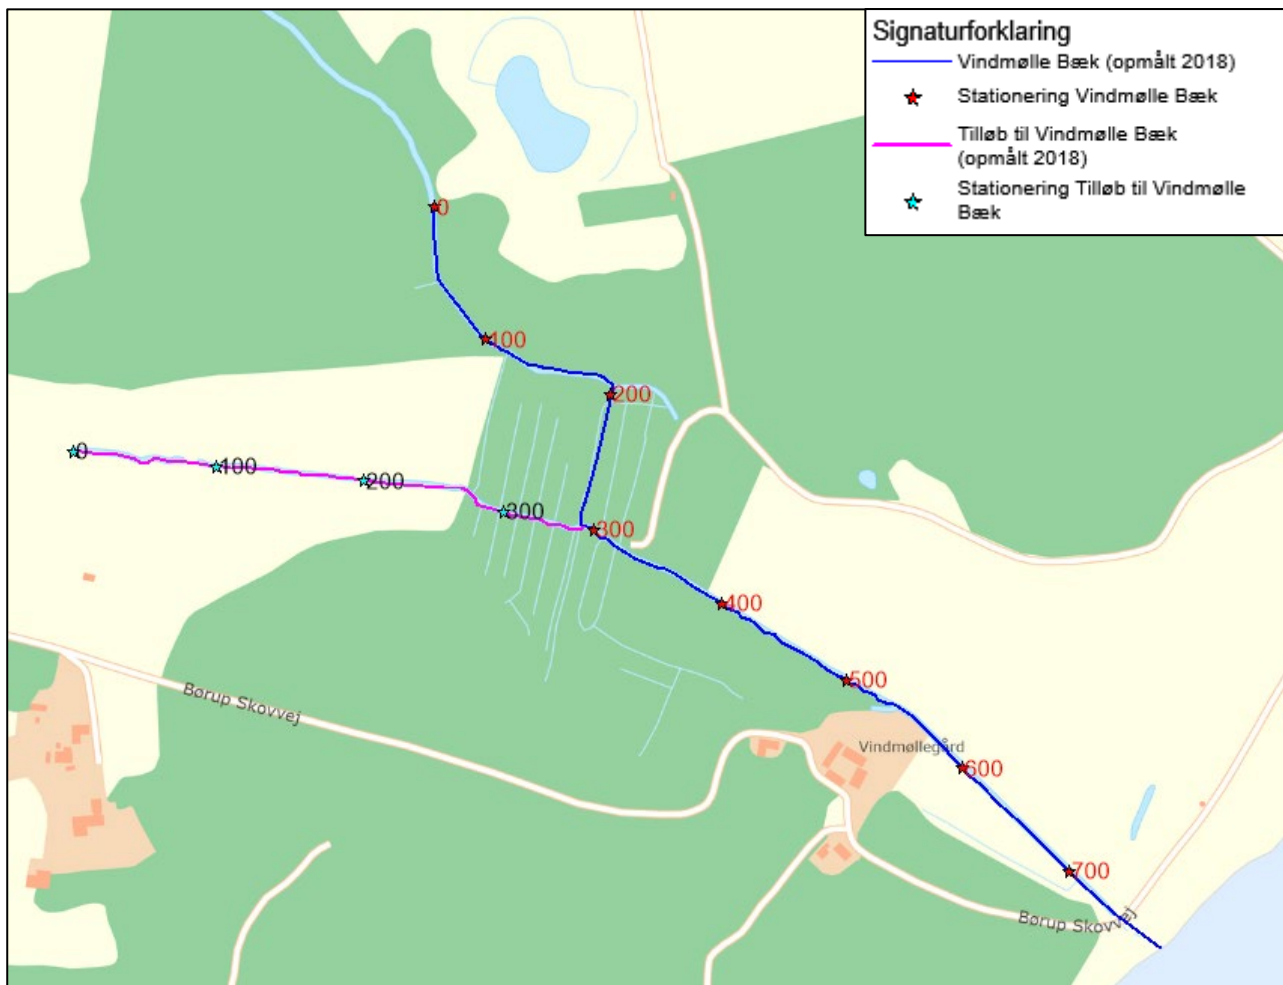 Signaturforklaring
Vindmølle Bæk (opmålt 2018)
Stationering Vindmølle Bæk
Tilløb til Vindmølle Bæk
(opmålt 2018)
Stationering Tilløb til Vindmølle
Bæk
0
100
200
0
100
200
300
300
400
500
Børup Skovvej
Vindmøllegård
600
700
Børup Skovvej